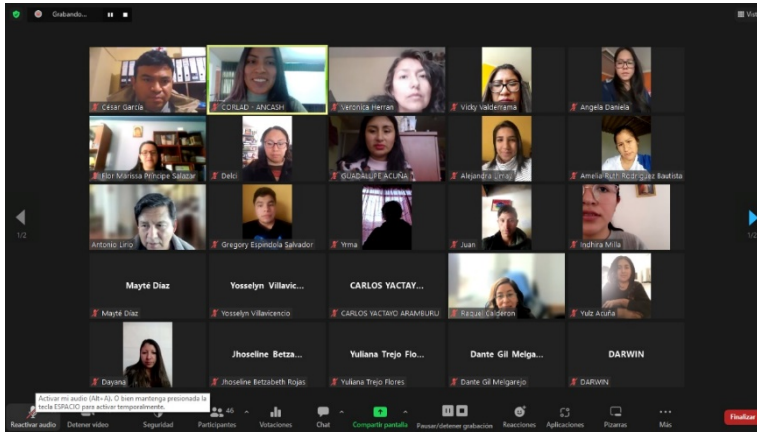 Grabando...
Vist
César García
CORLAD - ANCASH
Veronica Herran
Vicky Valderrama
Angela Daniela
Flor Marissa Príncipe Salazar
Delci
GUADALUPE ACUÑA
Alejandra Limay
Amelia Ruth Rodriguez Bautista
1/2
1/2
Antonio Lirio
Gregory Espindola Salvador
Yrma
Juan
Indhira Milla
Mayté Díaz
Yosselyn Villavic...
CARLOS YACTAY...
Mayté Díaz
Yosselyn Villavicencio
CARLOS YACTAYO ARAMBURU
Raquel Calderon
Yulz Acuña
Jhoseline Betza...
Yuliana Trejo Flo...
Dante Gil Melga...
DARWIN
Dayana
Jhoseline Betzabeth Rojas
Yuliana Trejo Flores
Dante Gil Melgarejo
DARWIN
Activar mi audio (Alt+A). O bien mantenga presionada la
tecla ESPACIO para activar temporalmente.
46
Reactivar audio
Detener video
Seguridad
Participantes
Votaciones
Chat
Compartir pantalla
Pausar/detener grabación
Reacciones
Aplicaciones
Pizarras
Más
Finalizar